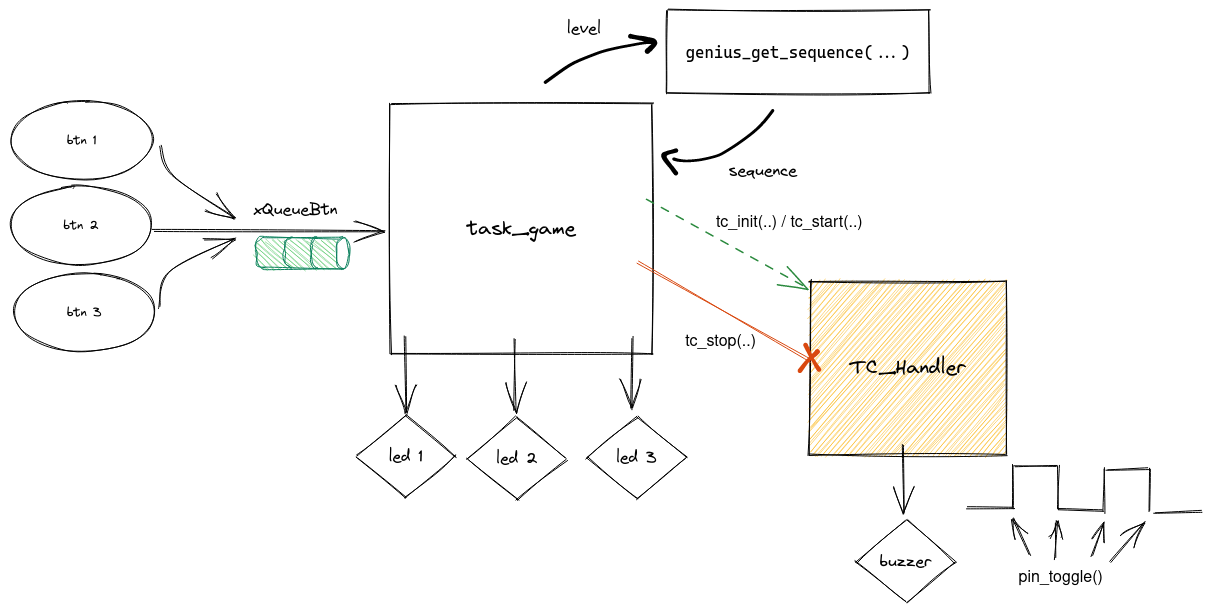 level
genius_get_sequence(...)
btn 1
sequence
xQueueBtn
btn 2
task_game
tc_init(..) / tc_start(..)
btn 3
tc_stop(..)
TC_Handler
led 1
led 2
led 3
buzzer
pin_toggle()